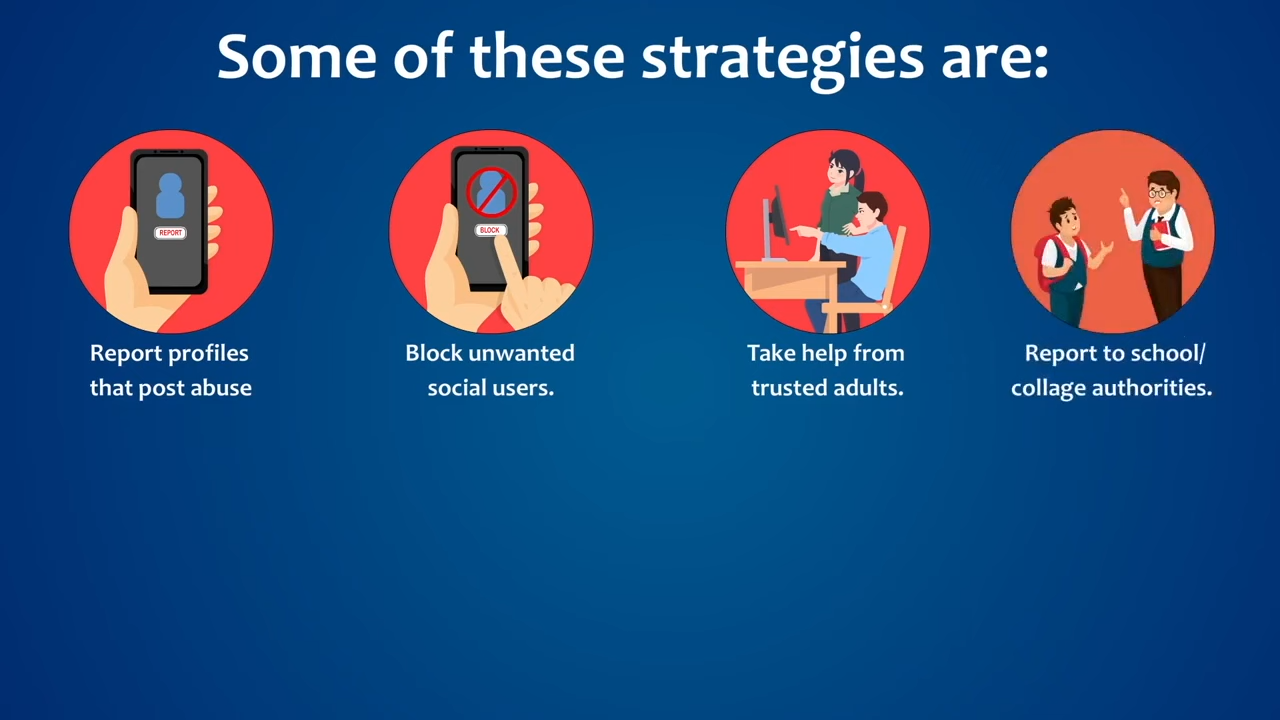 Some of these strategies are:
REPORT
BLOCK
Report profiles
that post abuse
Block unwanted
social users.
Take help from
trusted adults.
Report to school/
collage authorities.